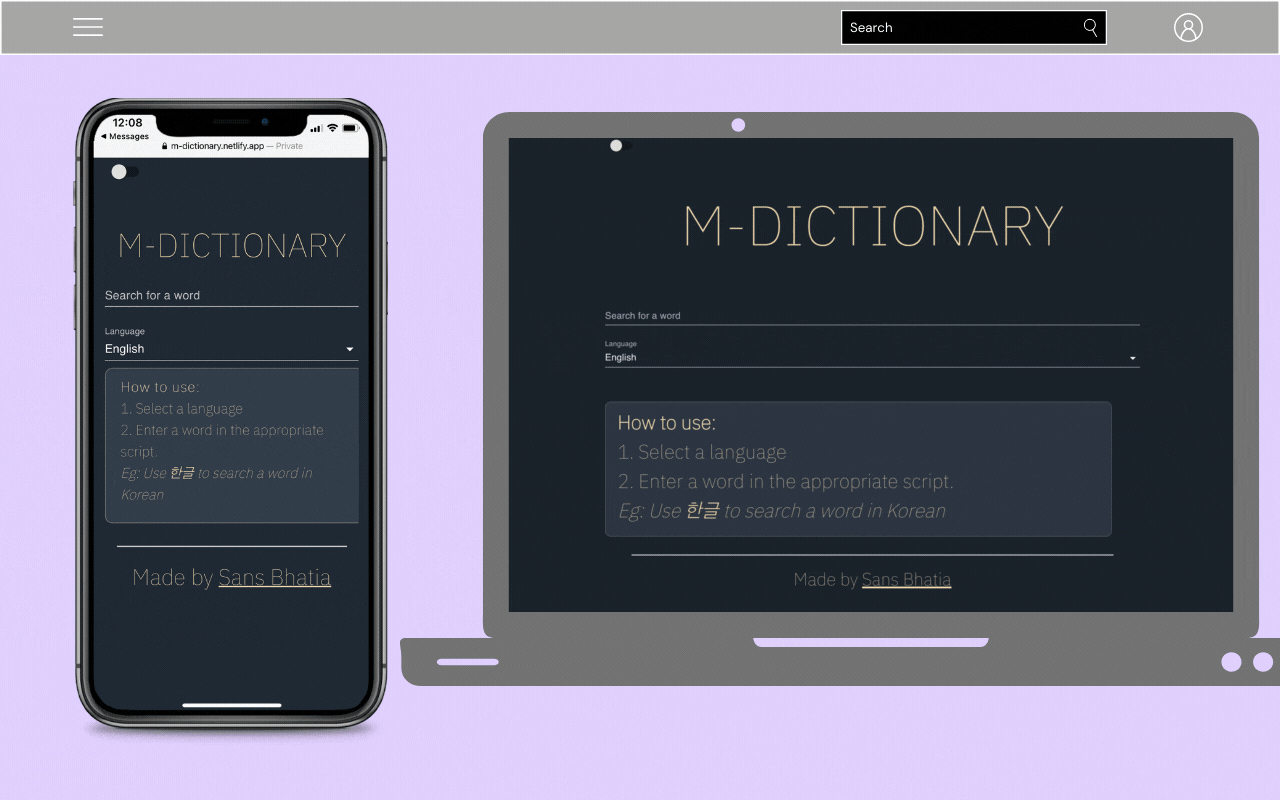 Search
12:08
◀ Messages
m-dictionary.netlify.app — Private
M-DICTIONARY
Search for a word
Language
English
How to use:
1. Select a language
2. Enter a word in the appropriate
script.
Eg: Use 한글 to search a word in
Korean
Made by Sans Bhatia
M-DICTIONARY
Search for a word
Language
English
How to use:
1. Select a language
2. Enter a word in the appropriate script.
Eg: Use 한글 to search a word in Korean
Made by Sans Bhatia